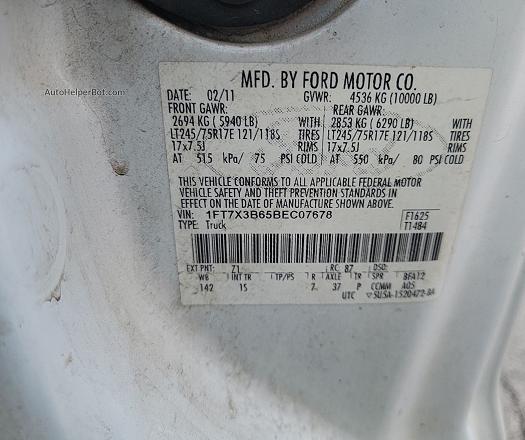 AutoHelperBot.com
MFD. BY FORD MOTOR CO.
DATE: 02/11 GVWR: 4536 KG (10000 LB)
FRONT GAWR: REAR GAWR:
2694 KG ( 5940 LB) WITH 2853 KG ( 6290 LB) WITH
LT245/75R17E 121/118S TIRES LT245/75R17E 121/118S TIRES
17x7.5J RIMS 17x7.5J RIMS
AT 515 kPa/ 75 PSI COLD AT 550 kPa/ 80 PSI COLD
THIS VEHICLE CONFORMS TO ALL APPLICABLE FEDERAL MOTOR
VEHICLE SAFETY AND THEFT PREVENTION STANDARDS IN
EFFECT ON THE DATE OF MANUFACTURE SHOWN ABOVE.
VIN: 1FT7X3B65BEC07678 F1625
TYPE: Truck T1484
EXT PNT: Z1 RC: 87 DSO:
WB INT TR TP/PS R AXLE TR SPR BFA12
142 15 7 37 P CCMM A05
UTC ▽5USA-1520472-BA